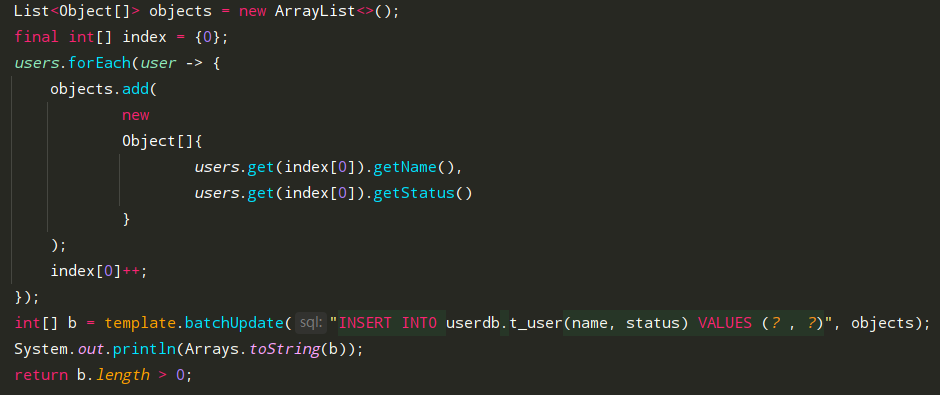 List<Object[]> objects = new ArrayList<>();
final int[] index = {0};
users.forEach(user -> {
objects.add(
new
Object[]{
users.get(index[0]).getName(),
users.get(index[0]).getStatus()
}
);
index[0]++;
});
int[] b = template.batchUpdate( sql: "INSERT INTO userdb.t_user(name, status) VALUES (? , ?)", objects);
System.out.println(Arrays.toString(b));
return b.length > 0;